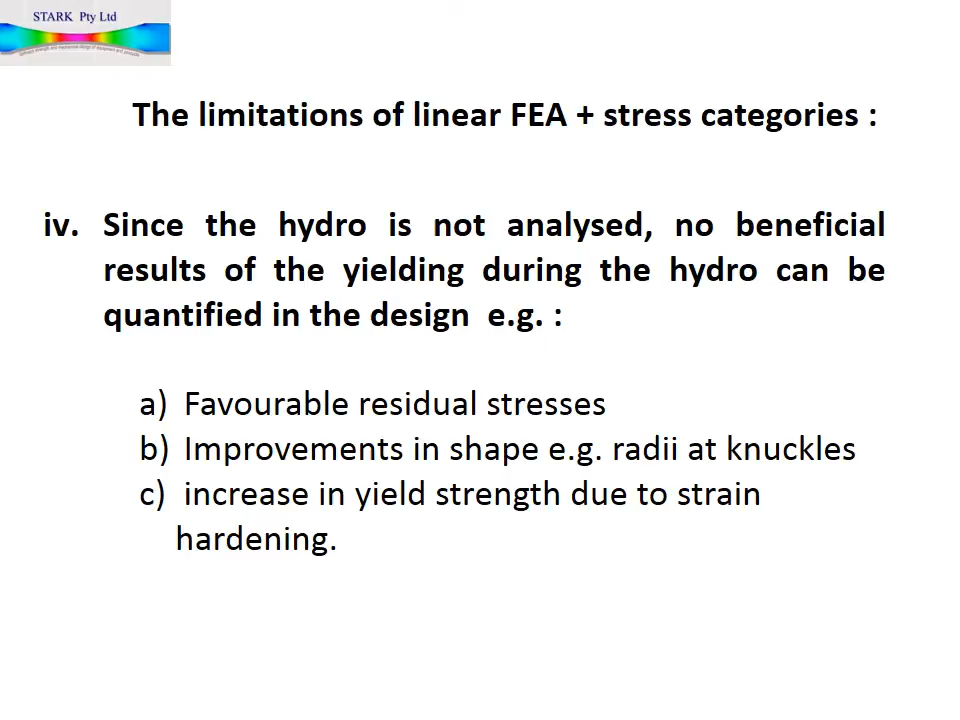 STARK Pty Ltd
The limitations of linear FEA + stress categories :
iv. Since the hydro is not analysed, no beneficial
results of the yielding during the hydro can be
quantified in the design e.g. :
a) Favourable residual stresses
b) Improvements in shape e.g. radii at knuckles
c) increase in yield strength due to strain
hardening.